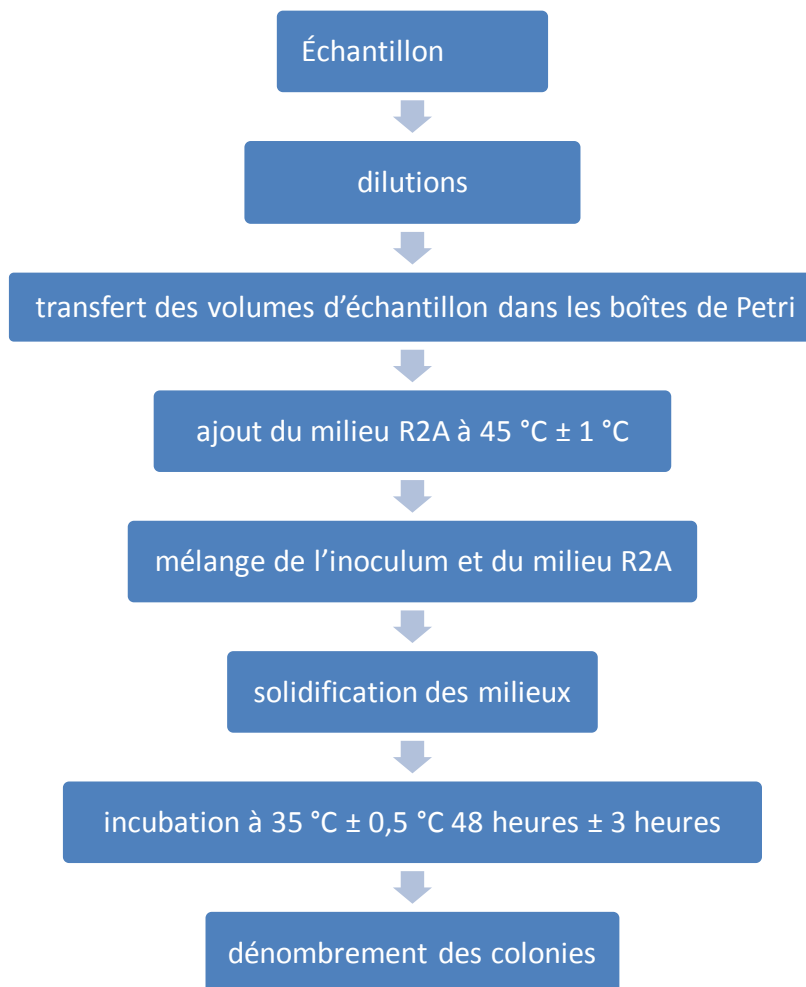 Échantillon
dilutions
transfert des volumes d’échantillon dans les boîtes de Petri
ajout du milieu R2A à 45 °C ± 1 °C
mélange de l’inoculum et du milieu R2A
solidification des milieux
incubation à 35 °C ± 0,5 °C 48 heures ± 3 heures
dénombrement des colonies